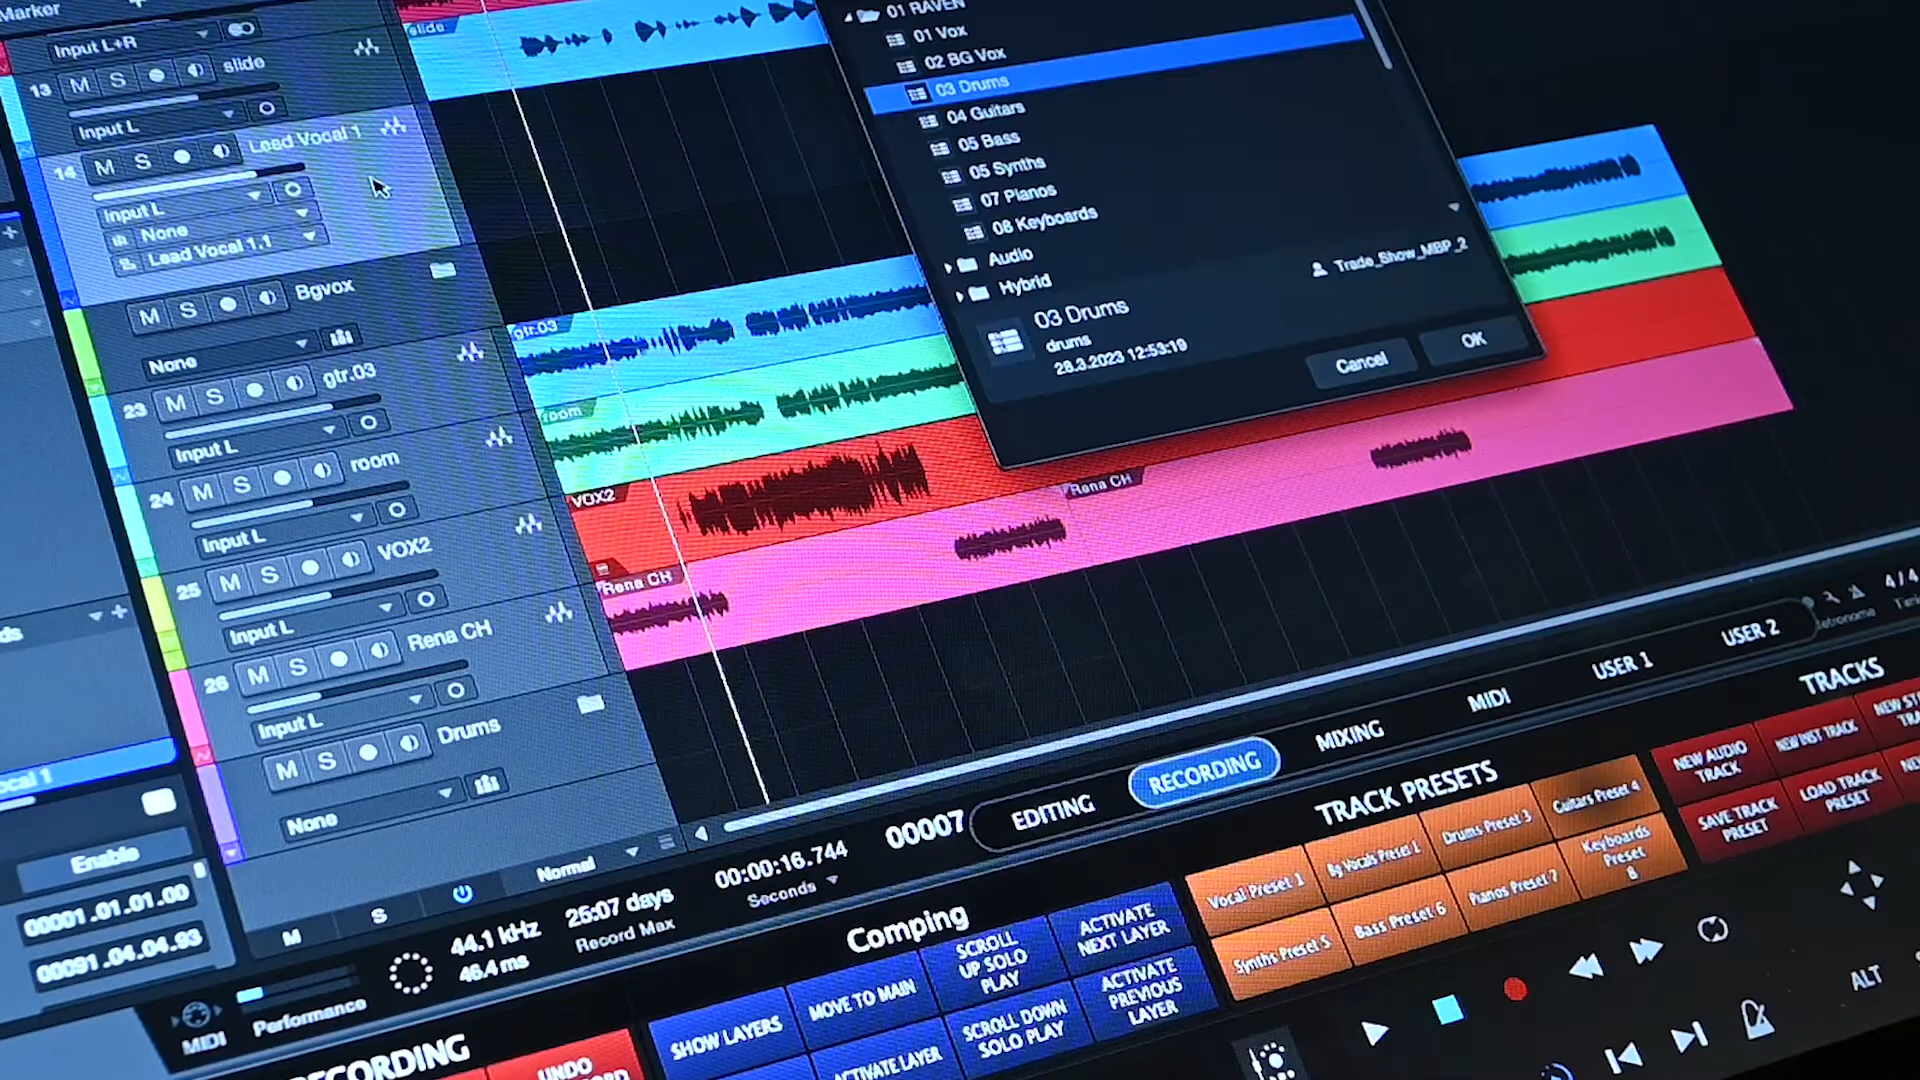 Marker
Input L+R
13
M S
slide
Input L
14
M S
Lead Vocal 1
Input L
None
Lead Vocal 1.1
M S
Bgvox
None
23
M S
gtr.03
Input L
24
M S
room
Input L
25
M S
VOX2
Input L
26
M S
Rena CH
Input L
M S
Drums
None
slide
gtr.03
room
VOX2
Rena CH
Rena CH
01 RAVEN
01 Vox
02 BG Vox
03 Drums
04 Guitars
05 Bass
05 Synths
07 Pianos
08 Keyboards
Audio
Hybrid
Trade_Show_MBP_2
03 Drums
drums
28.3.2023 12:53:19
Cancel
OK
ds
ocal 1
Enable
00001.01.01.00
00091.04.04.93
M
S
Normal
MIDI
Performance
44.1 kHz
46.4 ms
25:07 days
Record Max
00:00:16.744
Seconds
00007
4 / 4
EDITING
RECORDING
MIXING
MIDI
USER 1
USER 2
RECORDING
UNDO
Comping
SHOW LAYERS
MOVE TO MAIN
SCROLL UP SOLO PLAY
ACTIVATE NEXT LAYER
ACTIVATE LAYER
SCROLL DOWN SOLO PLAY
ACTIVATE PREVIOUS LAYER
TRACK PRESETS
Vocal Preset 1
Bg Vocals Preset 1
Drums Preset 3
Guitars Preset 4
Synths Preset 5
Bass Preset 6
Pianos Preset 7
Keyboards Preset 8
TRACKS
NEW AUDIO TRACK
NEW INST TRACK
SAVE TRACK PRESET
LOAD TRACK PRESET
ALT